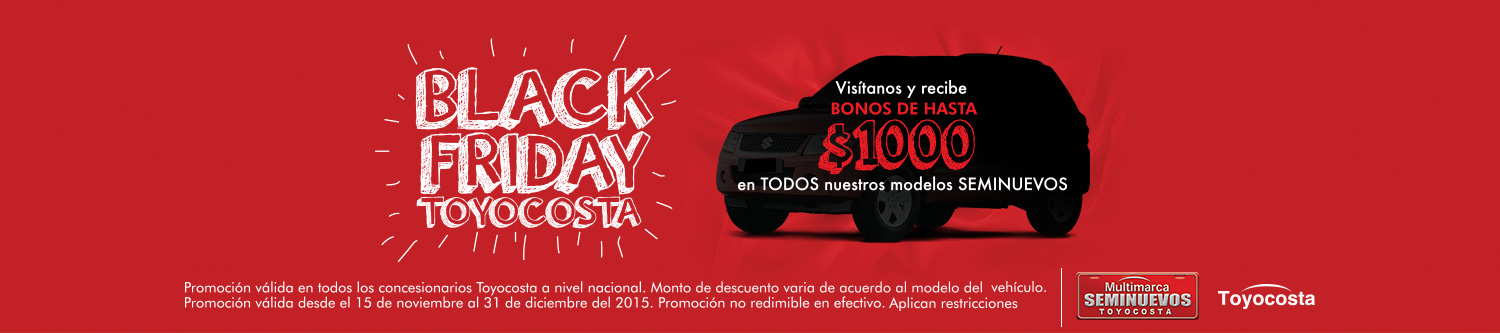 BLACK
FRIDAY
TOYOCOSTA
Visítanos y recibe
BONOS DE HASTA
$1000
en TODOS nuestros modelos SEMINUEVOS
Promoción válida en todos los concesionarios Toyocosta a nivel nacional. Monto de descuento varia de acuerdo al modelo del vehículo.
Promoción válida desde el 15 de noviembre al 31 de diciembre del 2015. Promoción no redimible en efectivo. Aplican restricciones
Multimarca
SEMINUEVOS
TOYOCOSTA
Toyocosta